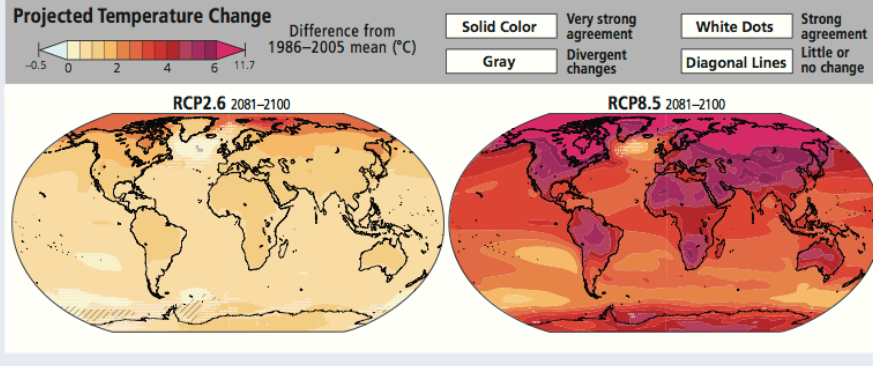 Projected Temperature Change
Difference from
1986–2005 mean (°C)
−0.5 0 2 4 6 11.7
Solid Color
Very strong
agreement
White Dots
Strong
agreement
Gray
Divergent
changes
Diagonal Lines
Little or
no change
RCP2.6 2081–2100
RCP8.5 2081–2100